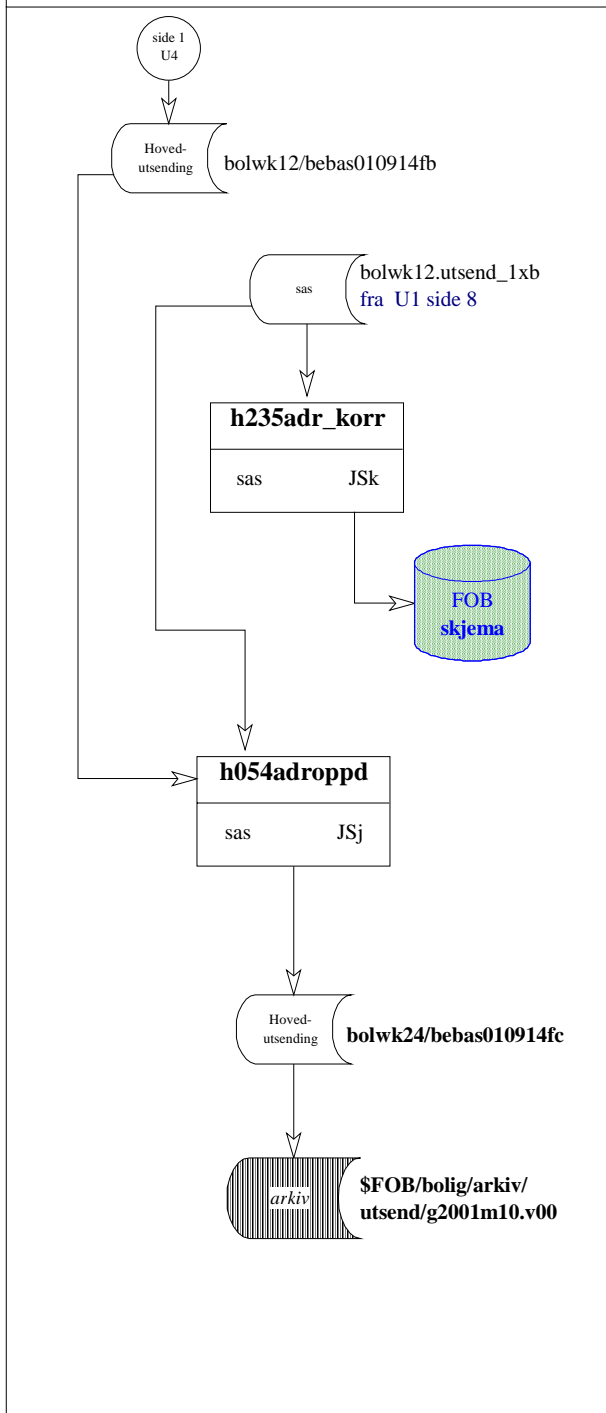 side 1
U4
Hoved-
utsending
bolwk12/bebas010914fb
sas
bolwk12.utsend_1xb
fra U1 side 8
h235adr_korr
sas JSk
FOB
skjema
h054adroppd
sas JSj
Hoved-
utsending
bolwk24/bebas010914fc
arkiv
$FOB/bolig/arkiv/
utsend/g2001m10.v00